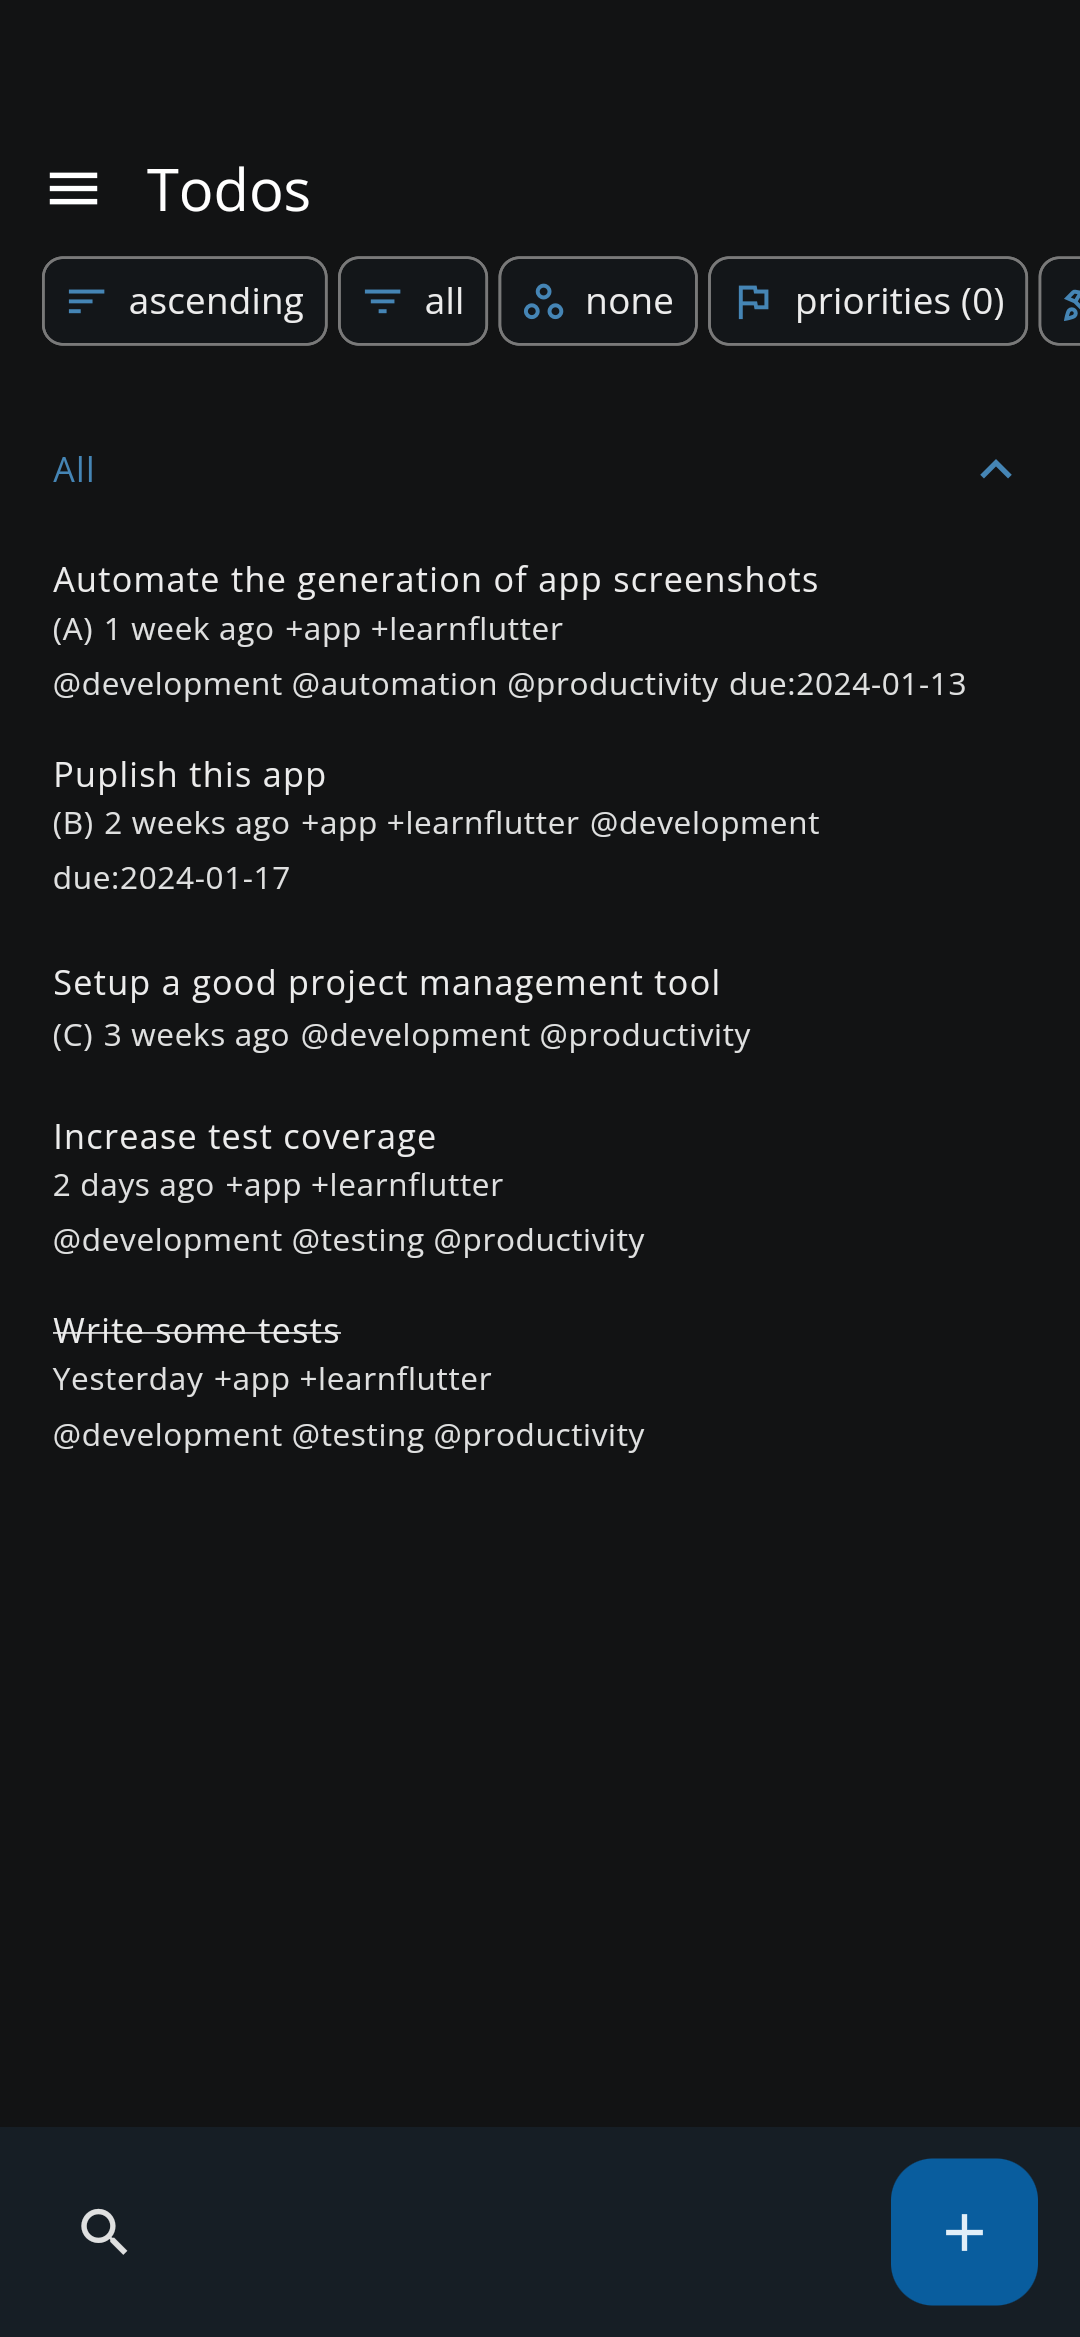 Todos
ascending all none priorities (0)
All
Automate the generation of app screenshots
(A) 1 week ago +app +learnflutter
@development @automation @productivity due:2024-01-13
Puplish this app
(B) 2 weeks ago +app +learnflutter @development
due:2024-01-17
Setup a good project management tool
(C) 3 weeks ago @development @productivity
Increase test coverage
2 days ago +app +learnflutter
@development @testing @productivity
Write some tests
Yesterday +app +learnflutter
@development @testing @productivity